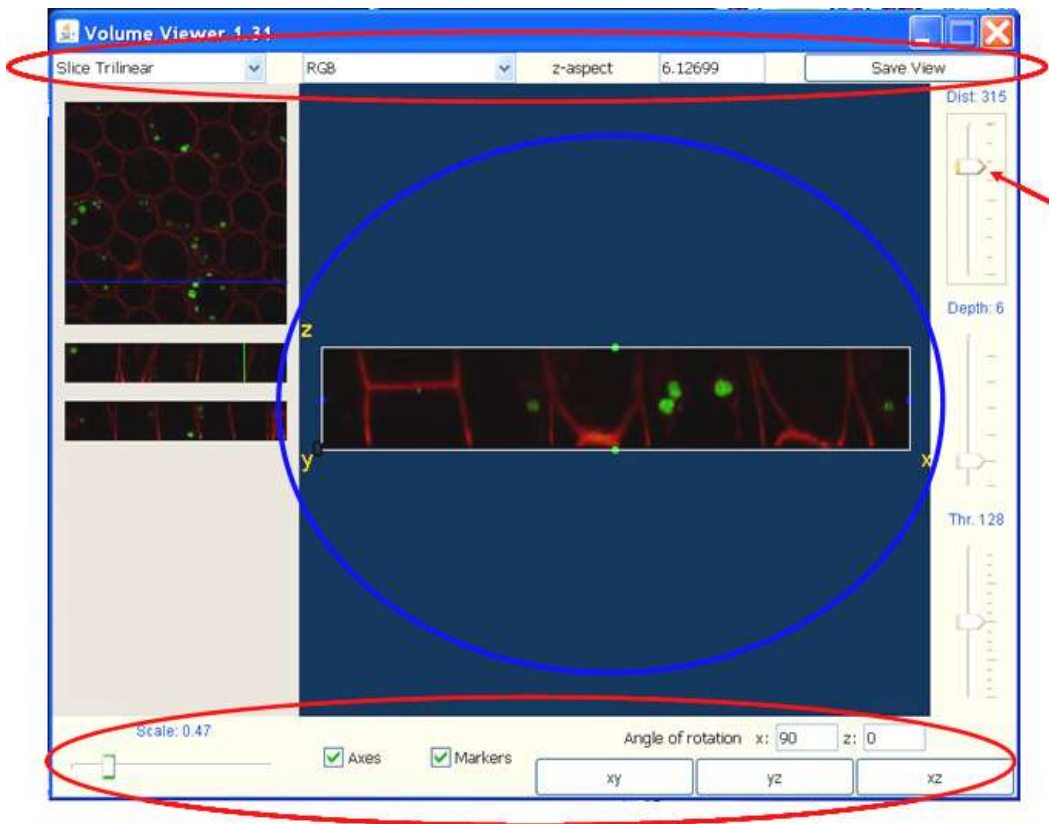 Volume Viewer 1.31
Slice Trilinear RGB z-aspect 6.12699 Save View
Dist: 315
z
Depth: 6
0
y x
Thr. 128
Scale: 0.47
Angle of rotation x: 90 z: 0
Axes Markers
xy yz xz